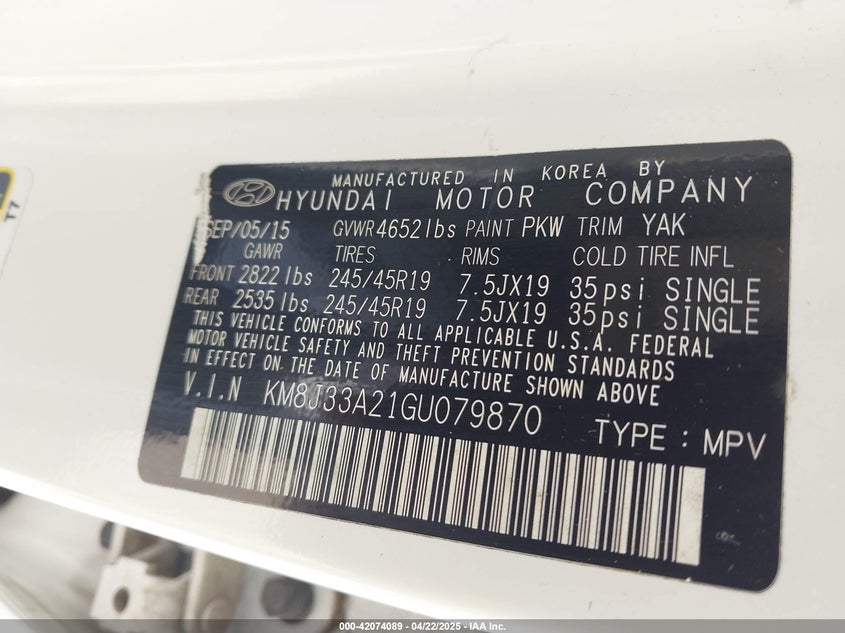 MANUFACTURED IN KOREA BY
HYUNDAI MOTOR COMPANY
SEP/05/15 GVWR 4652lbs PAINT PKW TRIM YAK
GAWR TIRES RIMS COLD TIRE INFL
FRONT 2822 lbs 245/45R19 7.5JX19 35psi SINGLE
REAR 2535 lbs 245/45R19 7.5JX19 35psi SINGLE
THIS VEHICLE CONFORMS TO ALL APPLICABLE U.S.A. FEDERAL
MOTOR VEHICLE SAFETY AND THEFT PREVENTION STANDARDS
IN EFFECT ON THE DATE OF MANUFACTURE SHOWN ABOVE
V.I.N KM8J33A21GU079870
TYPE : MPV
T7
000-42074089 - 04/22/2025 - IAA Inc.